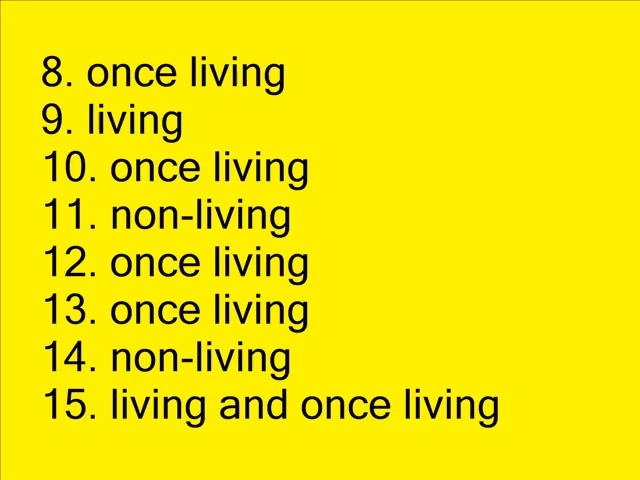 8. once living
9. living
10. once living
11. non-living
12. once living
13. once living
14. non-living
15. living and once living